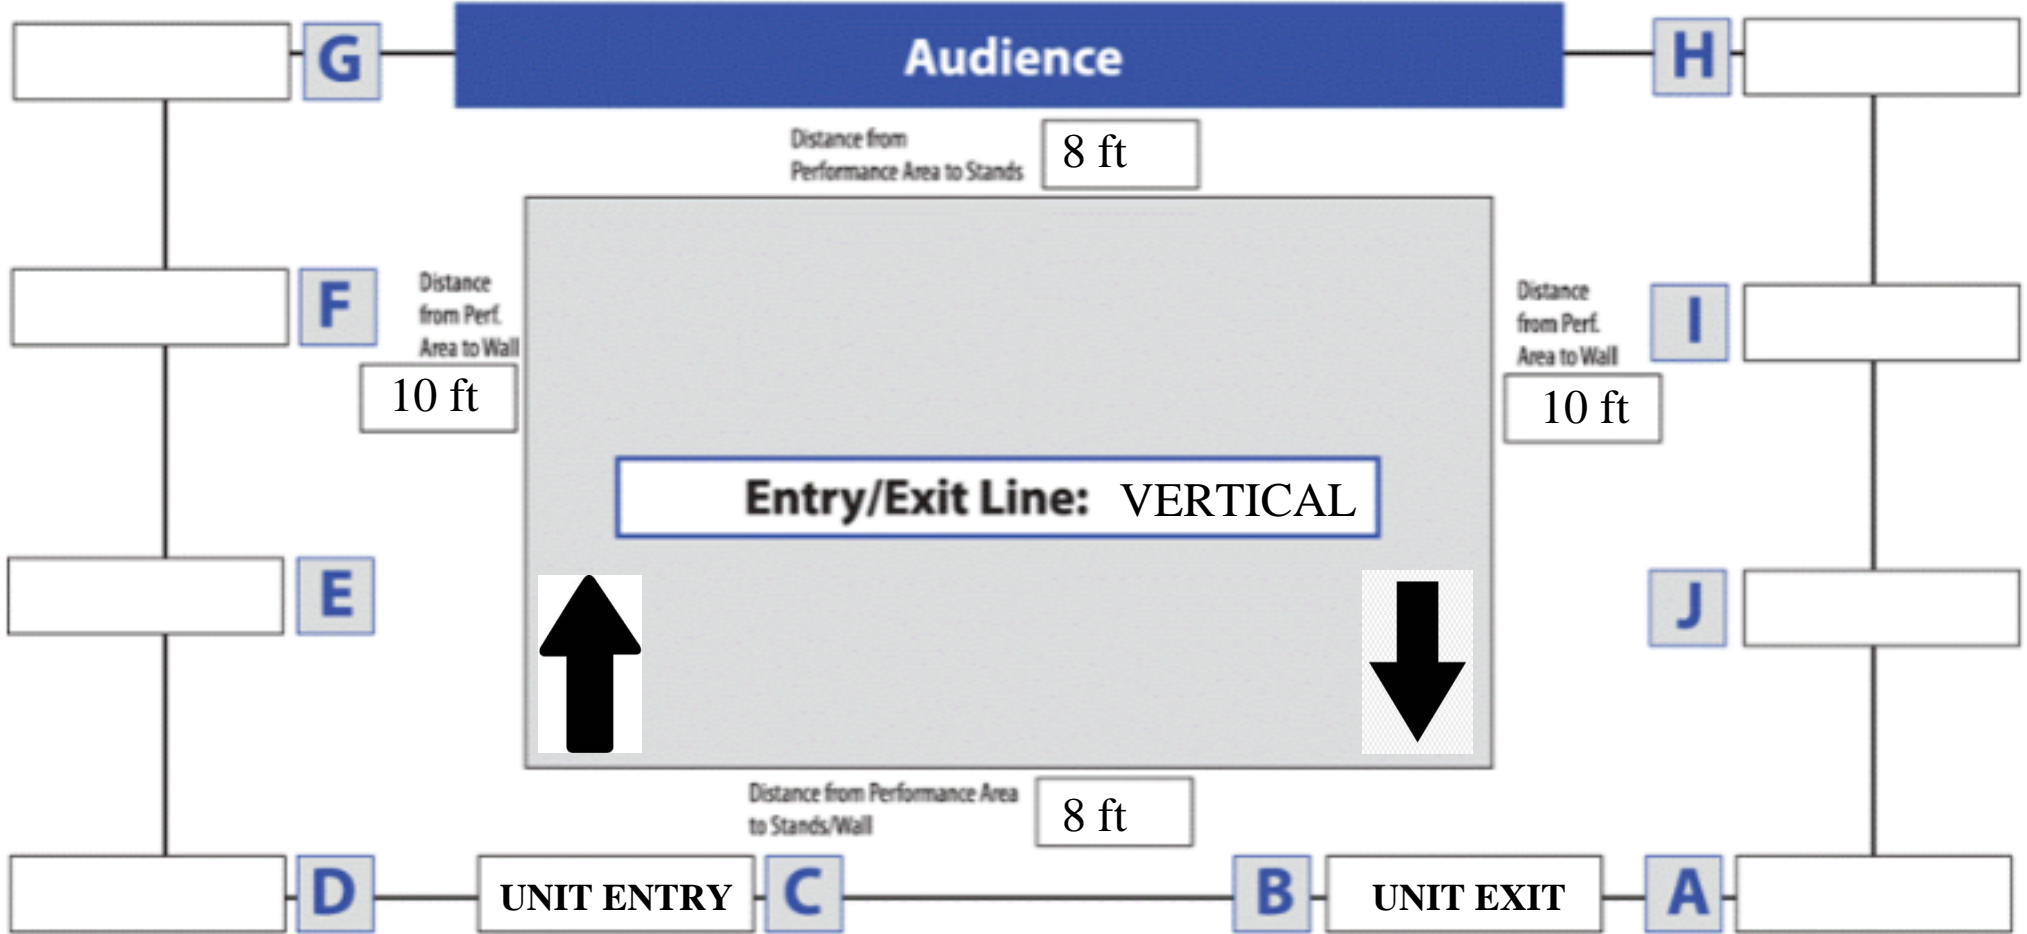 G
Audience
H
Distance from
Performance Area to Stands
8 ft
F
Distance
from Perf.
Area to Wall
10 ft
Distance
from Perf.
Area to Wall
10 ft
I
Entry/Exit Line: VERTICAL
E
J
Distance from Performance Area
to Stands/Wall
8 ft
D
UNIT ENTRY
C
B
UNIT EXIT
A